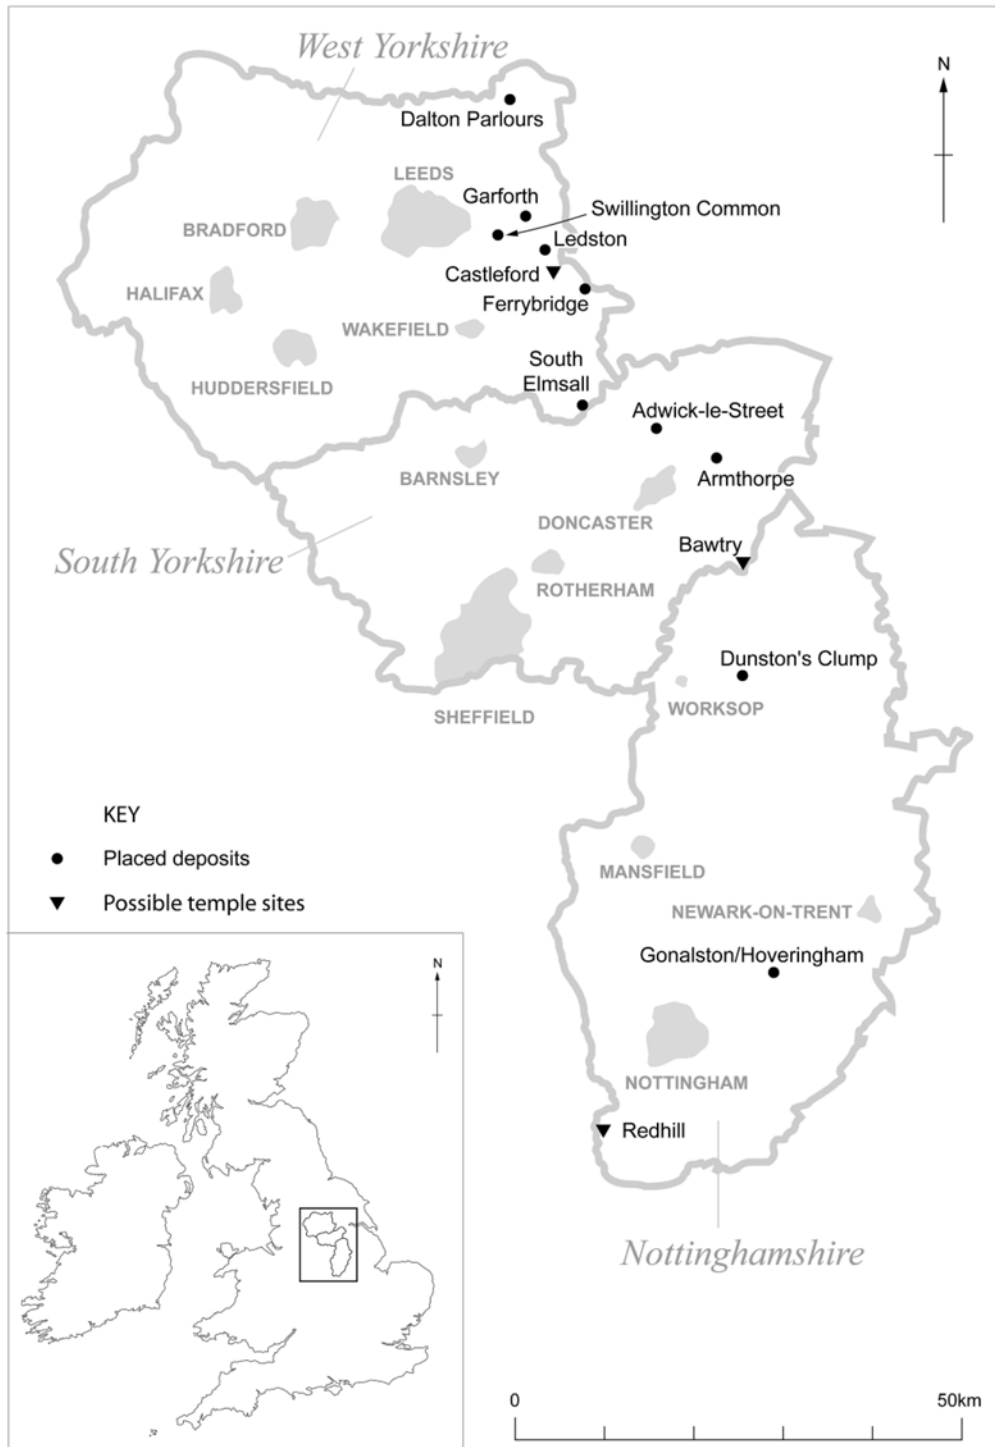 West Yorkshire
N
Dalton Parlours
LEEDS
Garforth
Swillington Common
BRADFORD
Ledston
Castleford
HALIFAX
Ferrybridge
WAKEFIELD
South
Elmsall
HUDDERSFIELD
Adwick-le-Street
BARNSLEY
Armthorpe
DONCASTER
South Yorkshire
Bawtry
ROTHERHAM
Dunston's Clump
WORKSOP
SHEFFIELD
KEY
Placed deposits
Possible temple sites
MANSFIELD
NEWARK-ON-TRENT
Gonalston/Hoveringham
N
NOTTINGHAM
Redhill
Nottinghamshire
0 50km